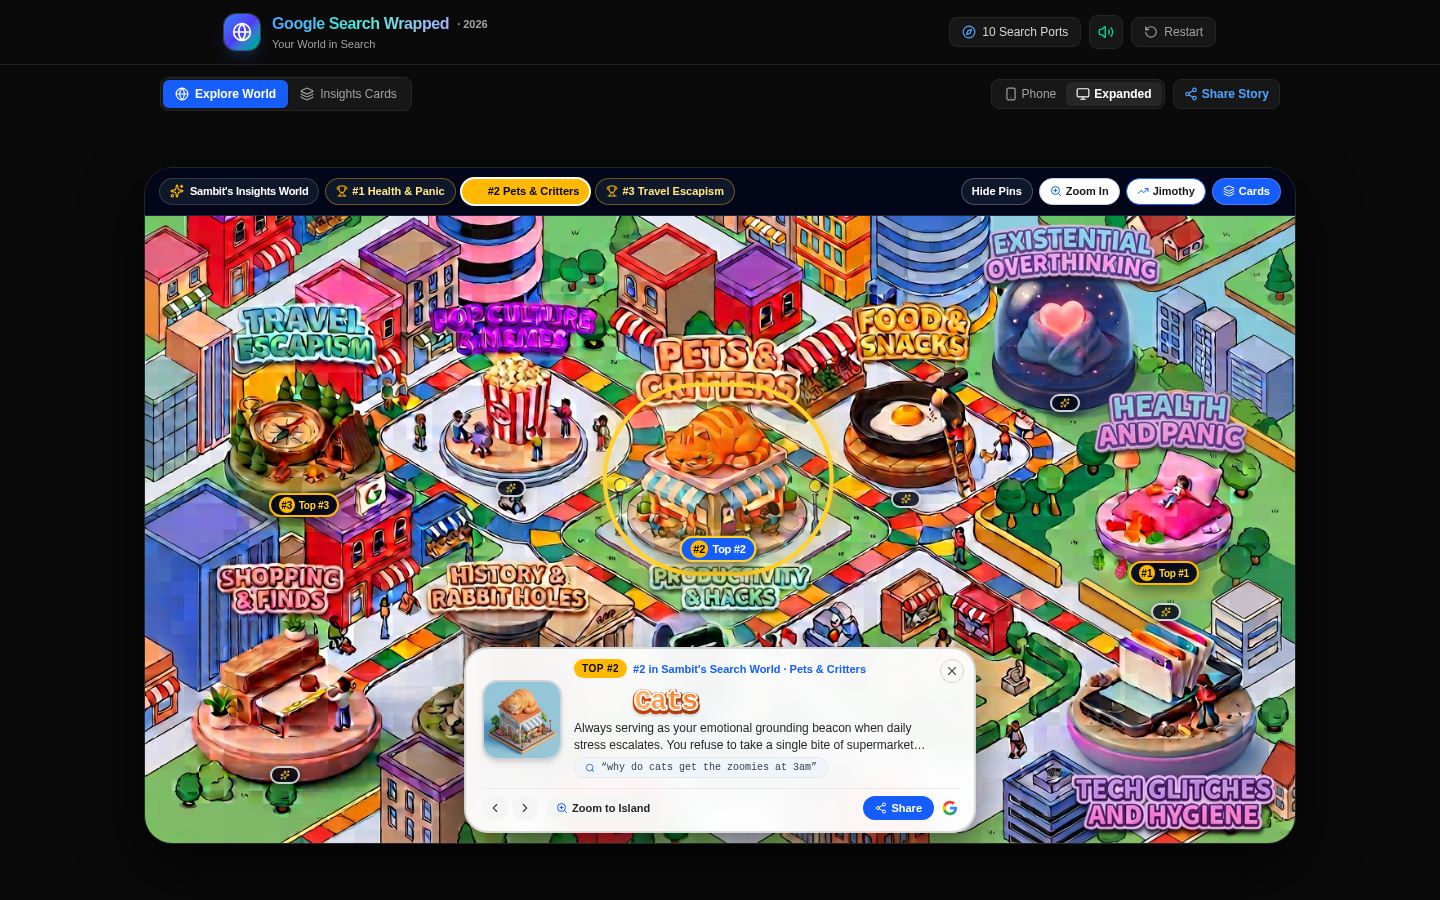 Google Search Wrapped · 2026
Your World in Search
10 Search Ports
Restart
Explore World
Insights Cards
Phone
Expanded
Share Story
Sambit's Insights World
#1 Health & Panic
#2 Pets & Critters
#3 Travel Escapism
Hide Pins
Zoom In
Jimothy
Cards
EXISTENTIAL
OVERTHINKING
TRAVEL
ESCAPISM
POP CULTURE
& MEMES
PETS &
CRITTERS
FOOD &
SNACKS
HEALTH
AND PANIC
#3 Top #3
G
#2 Top #2
#1 Top #1
SHOPPING
& FINDS
HISTORY &
RABBIT HOLES
PRODUCTIVITY
& HACKS
TOP #2
#2 in Sambit's Search World · Pets & Critters
Cats
Always serving as your emotional grounding beacon when daily
stress escalates. You refuse to take a single bite of supermarket…
“why do cats get the zoomies at 3am”
Zoom to Island
Share
G
TECH GLITCHES
AND HYGIENE